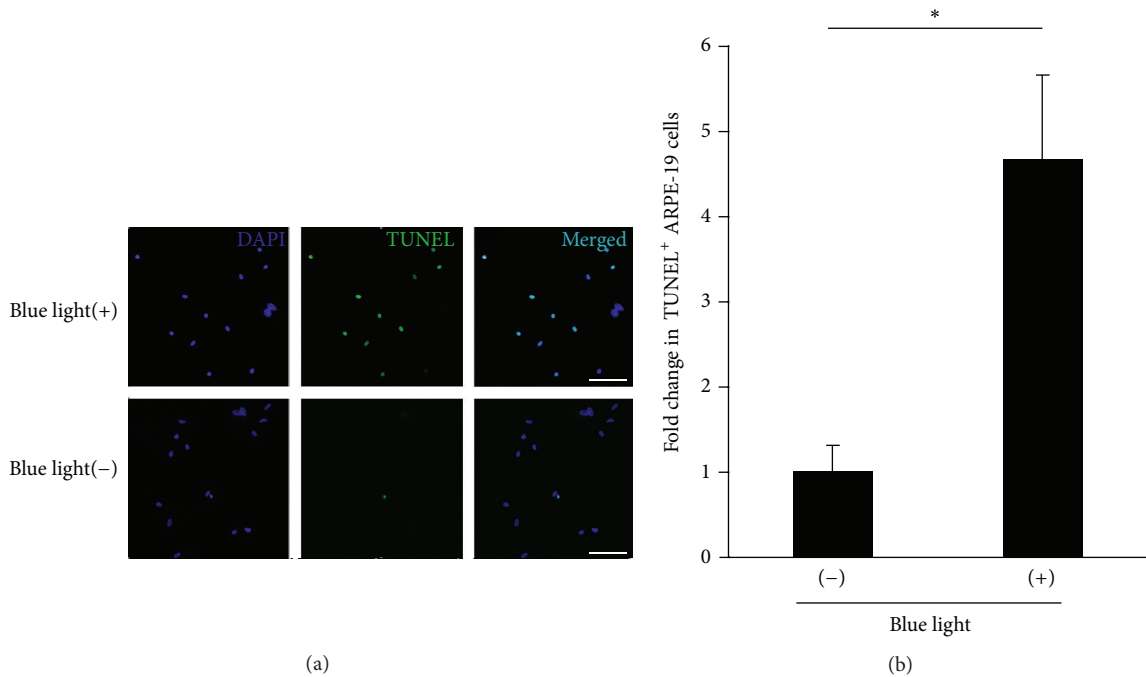 DAPI TUNEL Merged
Blue light(+)
Blue light(−)
(a)
*
6
5
4
3
2
1
0
Fold change in TUNEL⁺ ARPE-19 cells
(−) (+)
Blue light
(b)